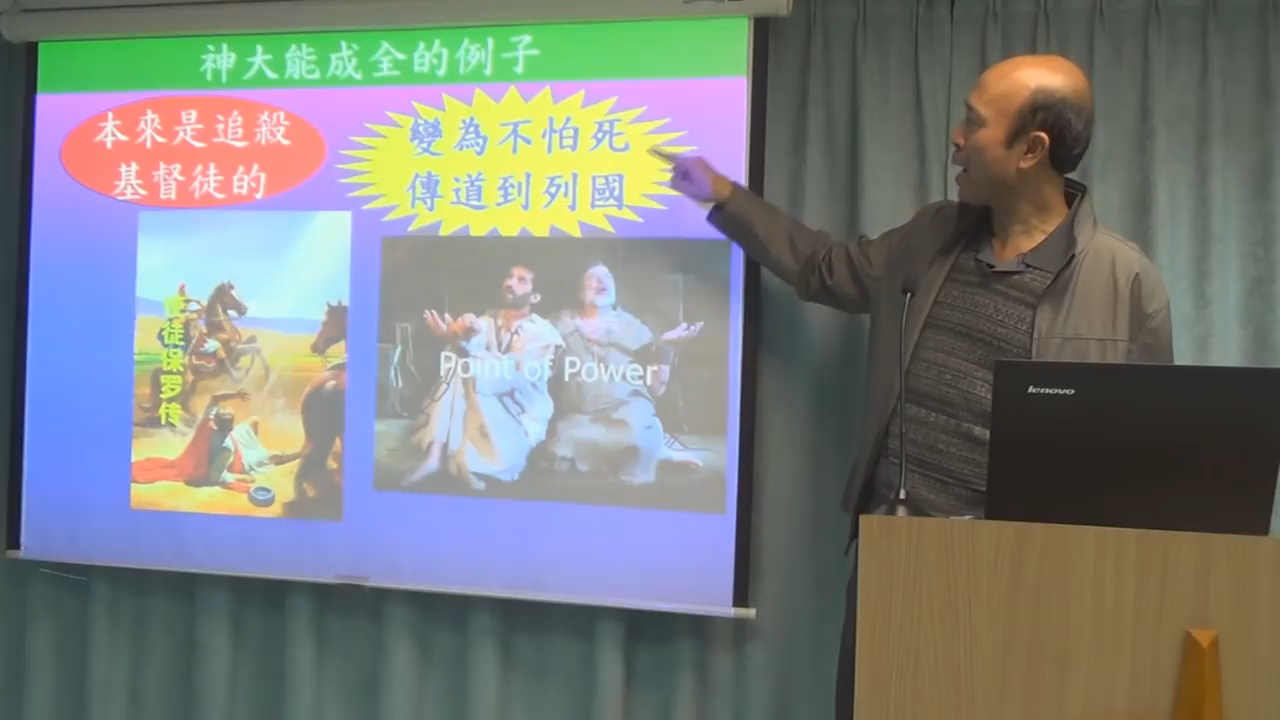 神大能成全的例子
本來是追殺
基督徒的
變為不怕死
傳道到列國
使徒保罗传
Point of Power
lenovo